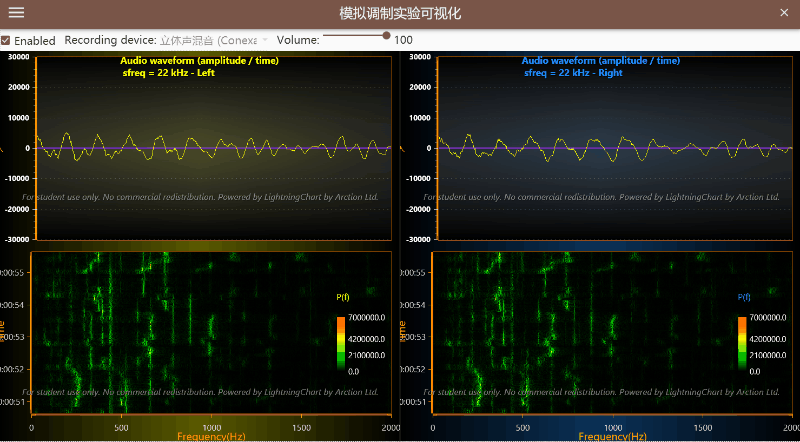 模拟调制实验可视化
Enabled Recording device: 立体声混音 (Conexa Volume: 100
30000
20000
10000
0
-10000
-20000
-30000
Audio waveform (amplitude / time)
sfreq = 22 kHz - Left
For student use only. No commercial redistribution. Powered by LightningChart by Arction Ltd.
30000
20000
10000
0
-10000
-20000
-30000
Audio waveform (amplitude / time)
sfreq = 22 kHz - Right
For student use only. No commercial redistribution. Powered by LightningChart by Arction Ltd.
0:00:55
0:00:54
0:00:53
0:00:52
0:00:51
P(f)
7000000.0
4200000.0
2100000.0
0.0
For student use only. No commercial redistribution. Powered by LightningChart by Arction Ltd.
0 500 1000 1500 2000
Frequency(Hz)
0:00:55
0:00:54
0:00:53
0:00:52
0:00:51
P(f)
7000000.0
4200000.0
2100000.0
0.0
For student use only. No commercial redistribution. Powered by LightningChart by Arction Ltd.
0 500 1000 1500 2000
Frequency(Hz)